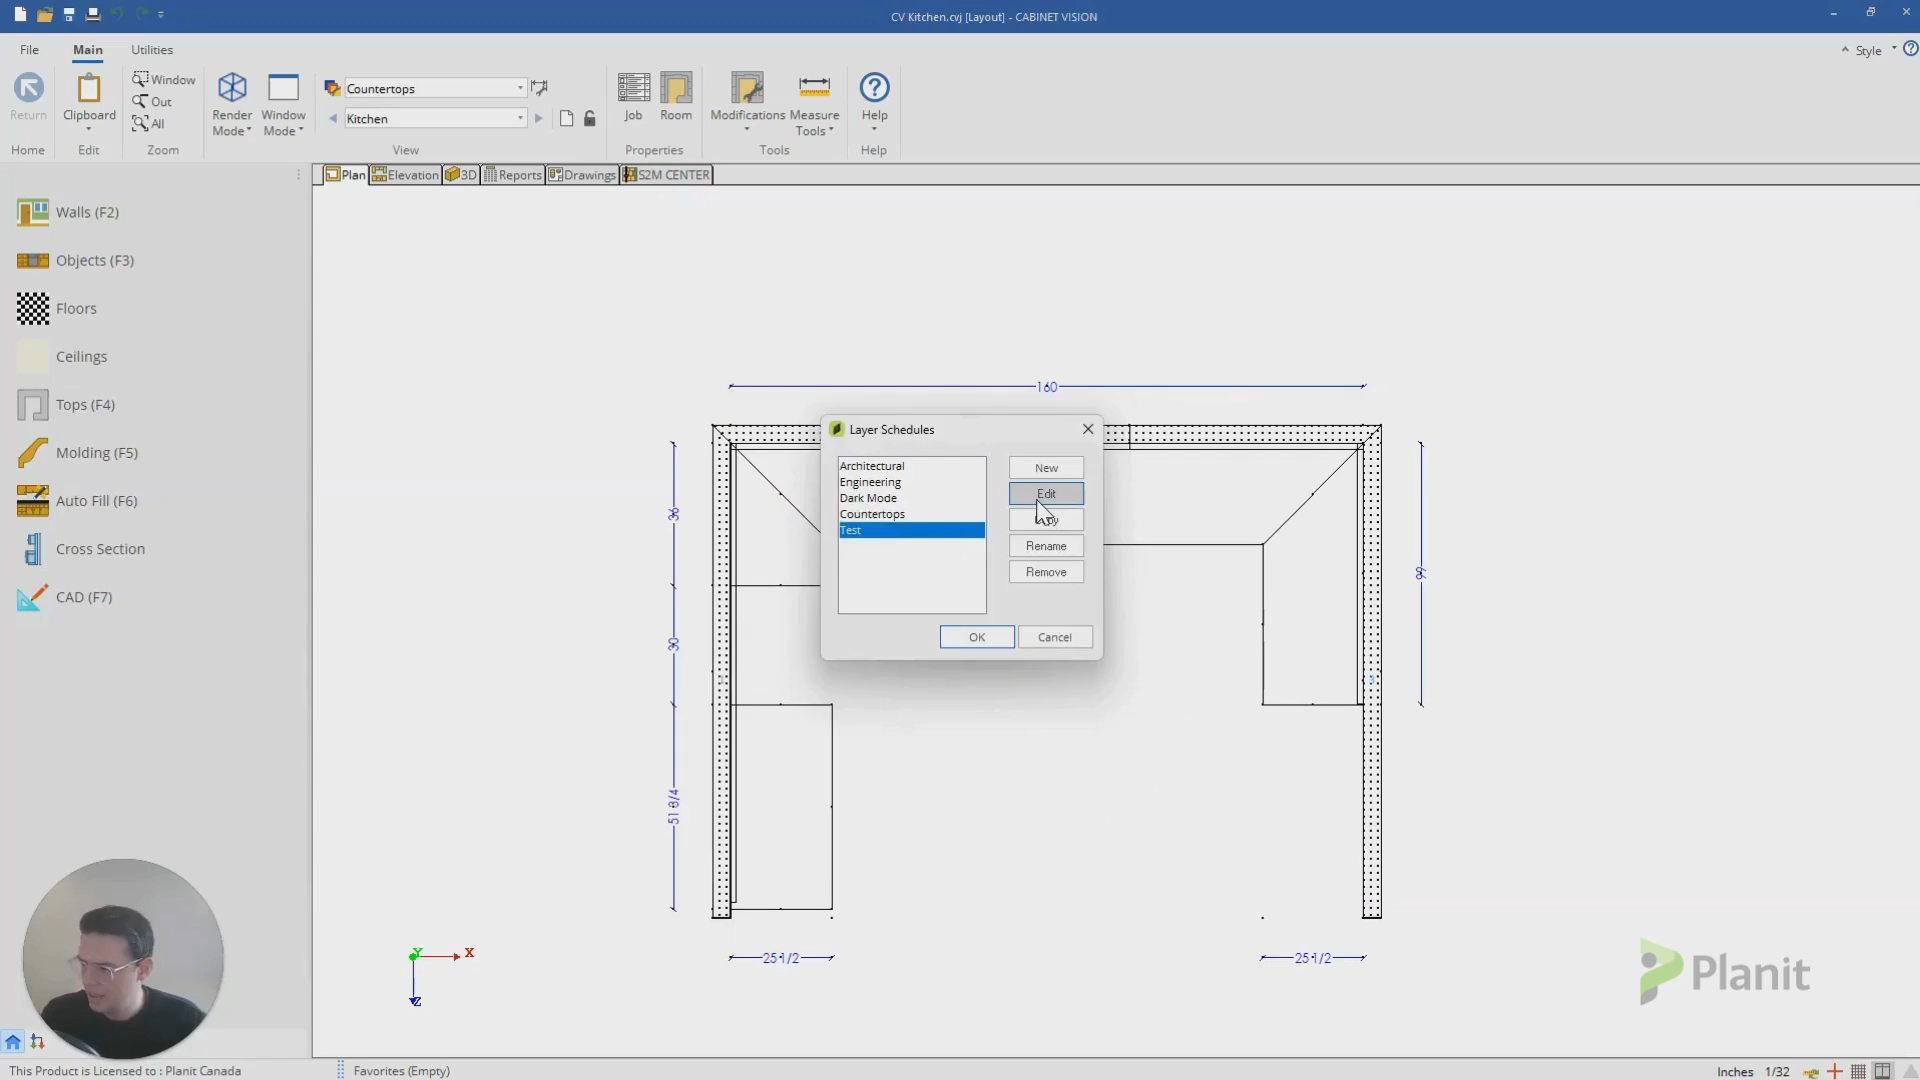 CV Kitchen.cvj [Layout] - CABINET VISION
File Main Utilities
Style
Return
Clipboard
Window
Out
All
Render Mode
Window Mode
Countertops
Kitchen
Job
Room
Modifications
Measure Tools
Help
Home Edit Zoom View Properties Tools Help
Plan Elevation 3D Reports Drawings S2M CENTER
Walls (F2)
Objects (F3)
Floors
Ceilings
Tops (F4)
Molding (F5)
Auto Fill (F6)
Cross Section
CAD (F7)
160
36
30
51 3/4
99
25 1/2
25 1/2
1
3
Layer Schedules
Architectural
Engineering
Dark Mode
Countertops
Test
New
Edit
Rename
Remove
OK Cancel
Y X
Z
Planit
This Product is Licensed to : Planit Canada
Favorites (Empty)
Inches 1/32